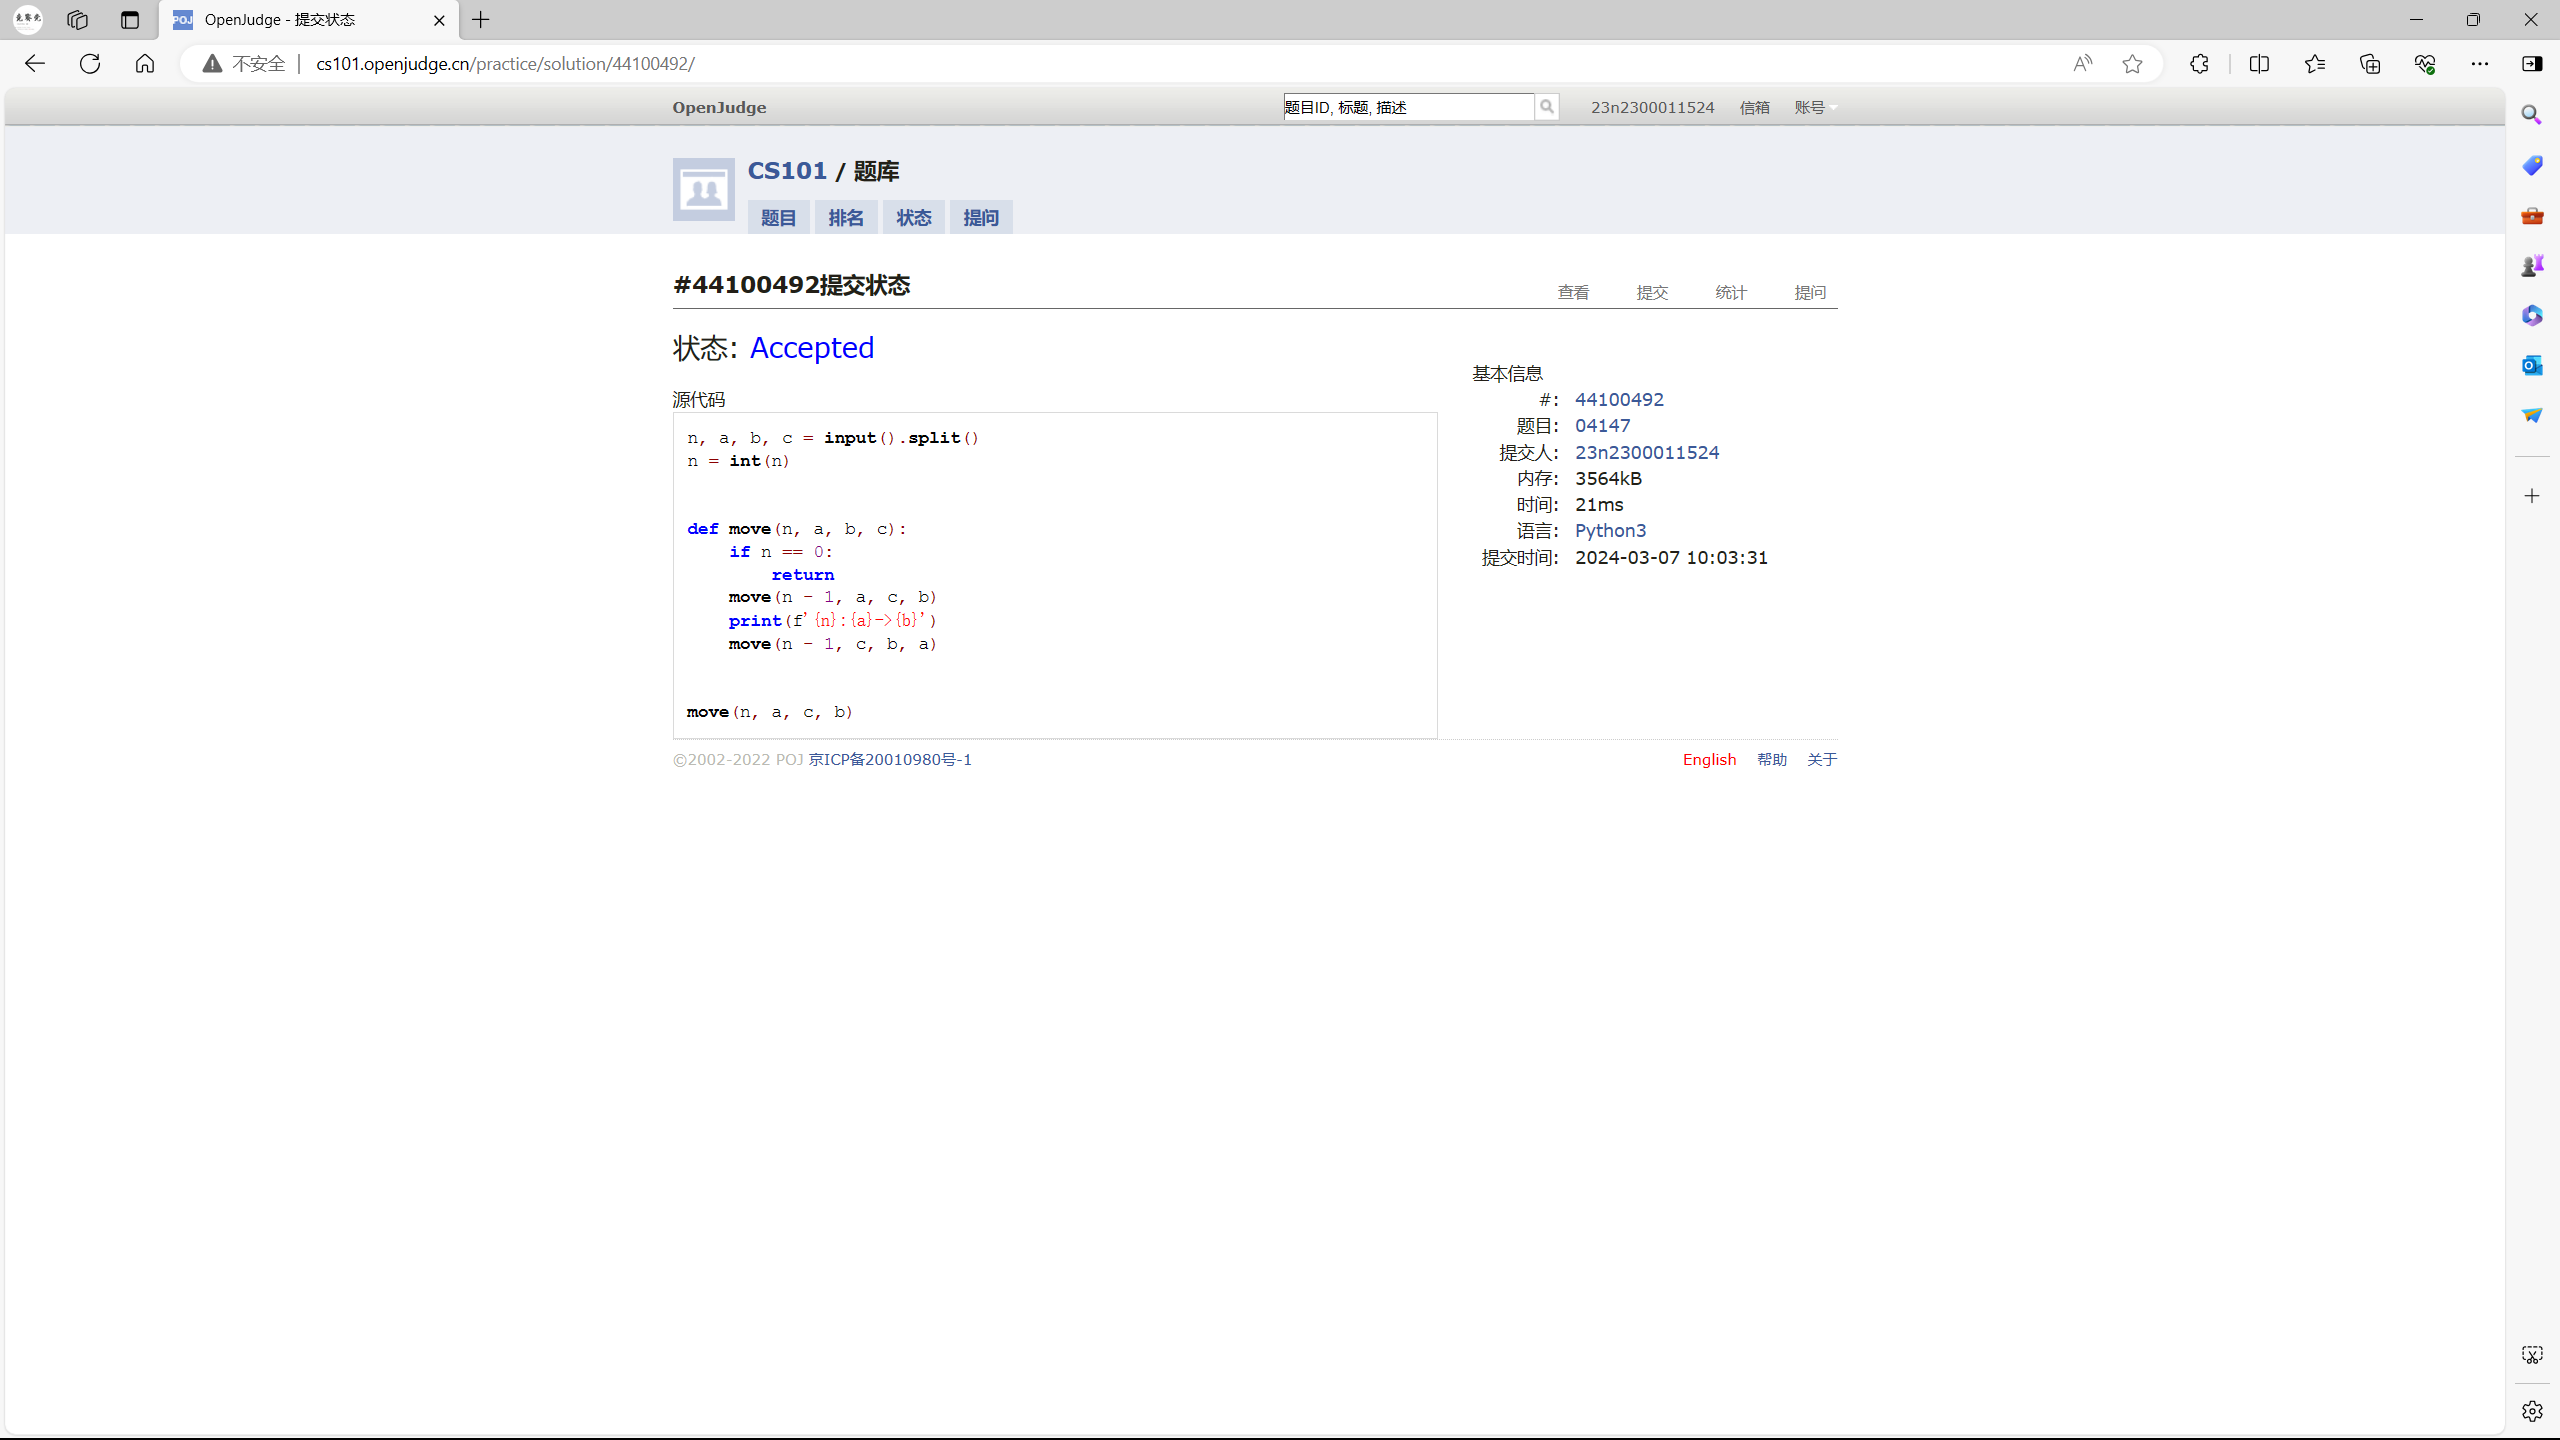 OpenJudge - 提交状态
不安全 cs101.openjudge.cn/practice/solution/44100492/
OpenJudge 题目ID, 标题, 描述 23n2300011524 信箱 账号
CS101 / 题库
题目 排名 状态 提问
#44100492提交状态 查看 提交 统计 提问
状态: Accepted
源代码
n, a, b, c = input().split()
n = int(n)
def move(n, a, b, c):
    if n == 0:
        return
    move(n - 1, a, c, b)
    print(f'{n}:{a}->{b}')
    move(n - 1, c, b, a)
move(n, a, c, b)
基本信息
#: 44100492
题目: 04147
提交人: 23n2300011524
内存: 3564kB
时间: 21ms
语言: Python3
提交时间: 2024-03-07 10:03:31
©2002-2022 POJ 京ICP备20010980号-1 English 帮助 关于